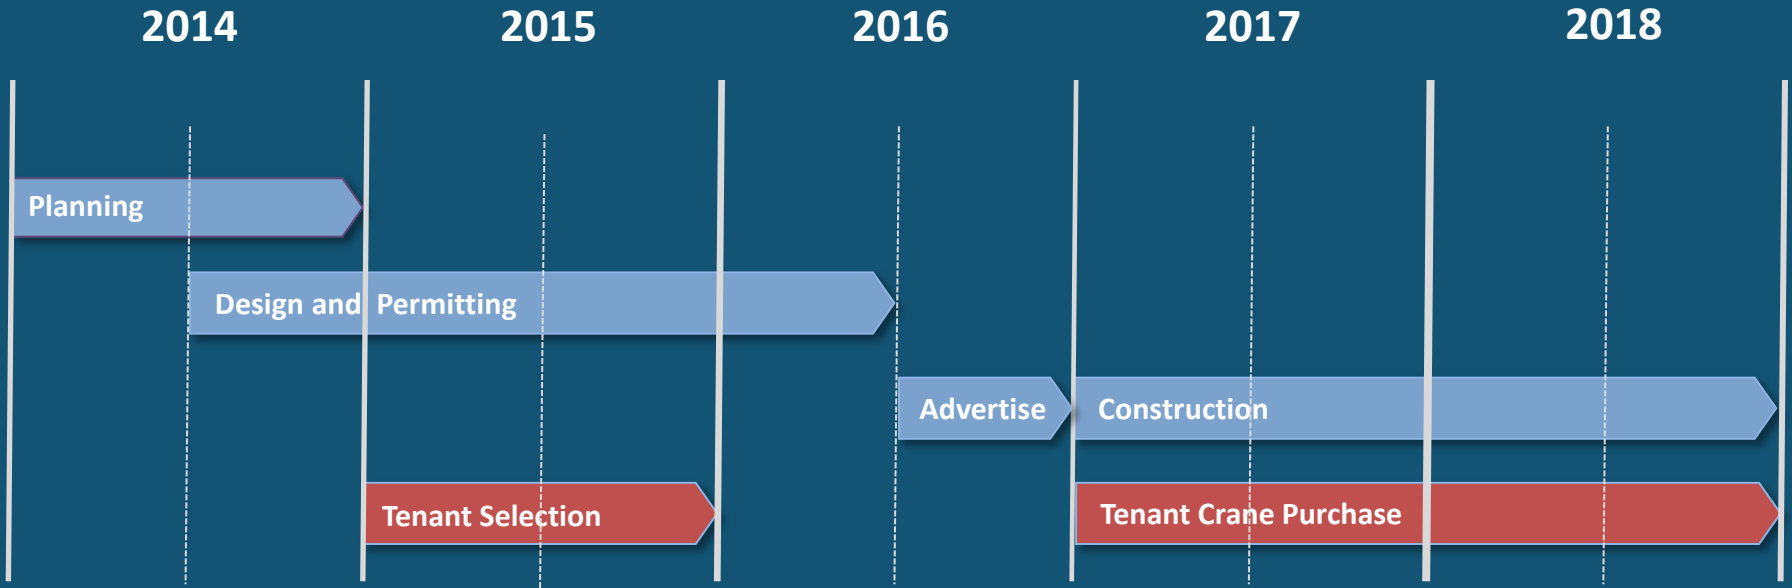 2014 2015 2016 2017 2018
Planning
Design and Permitting
Advertise Construction
Tenant Selection Tenant Crane Purchase